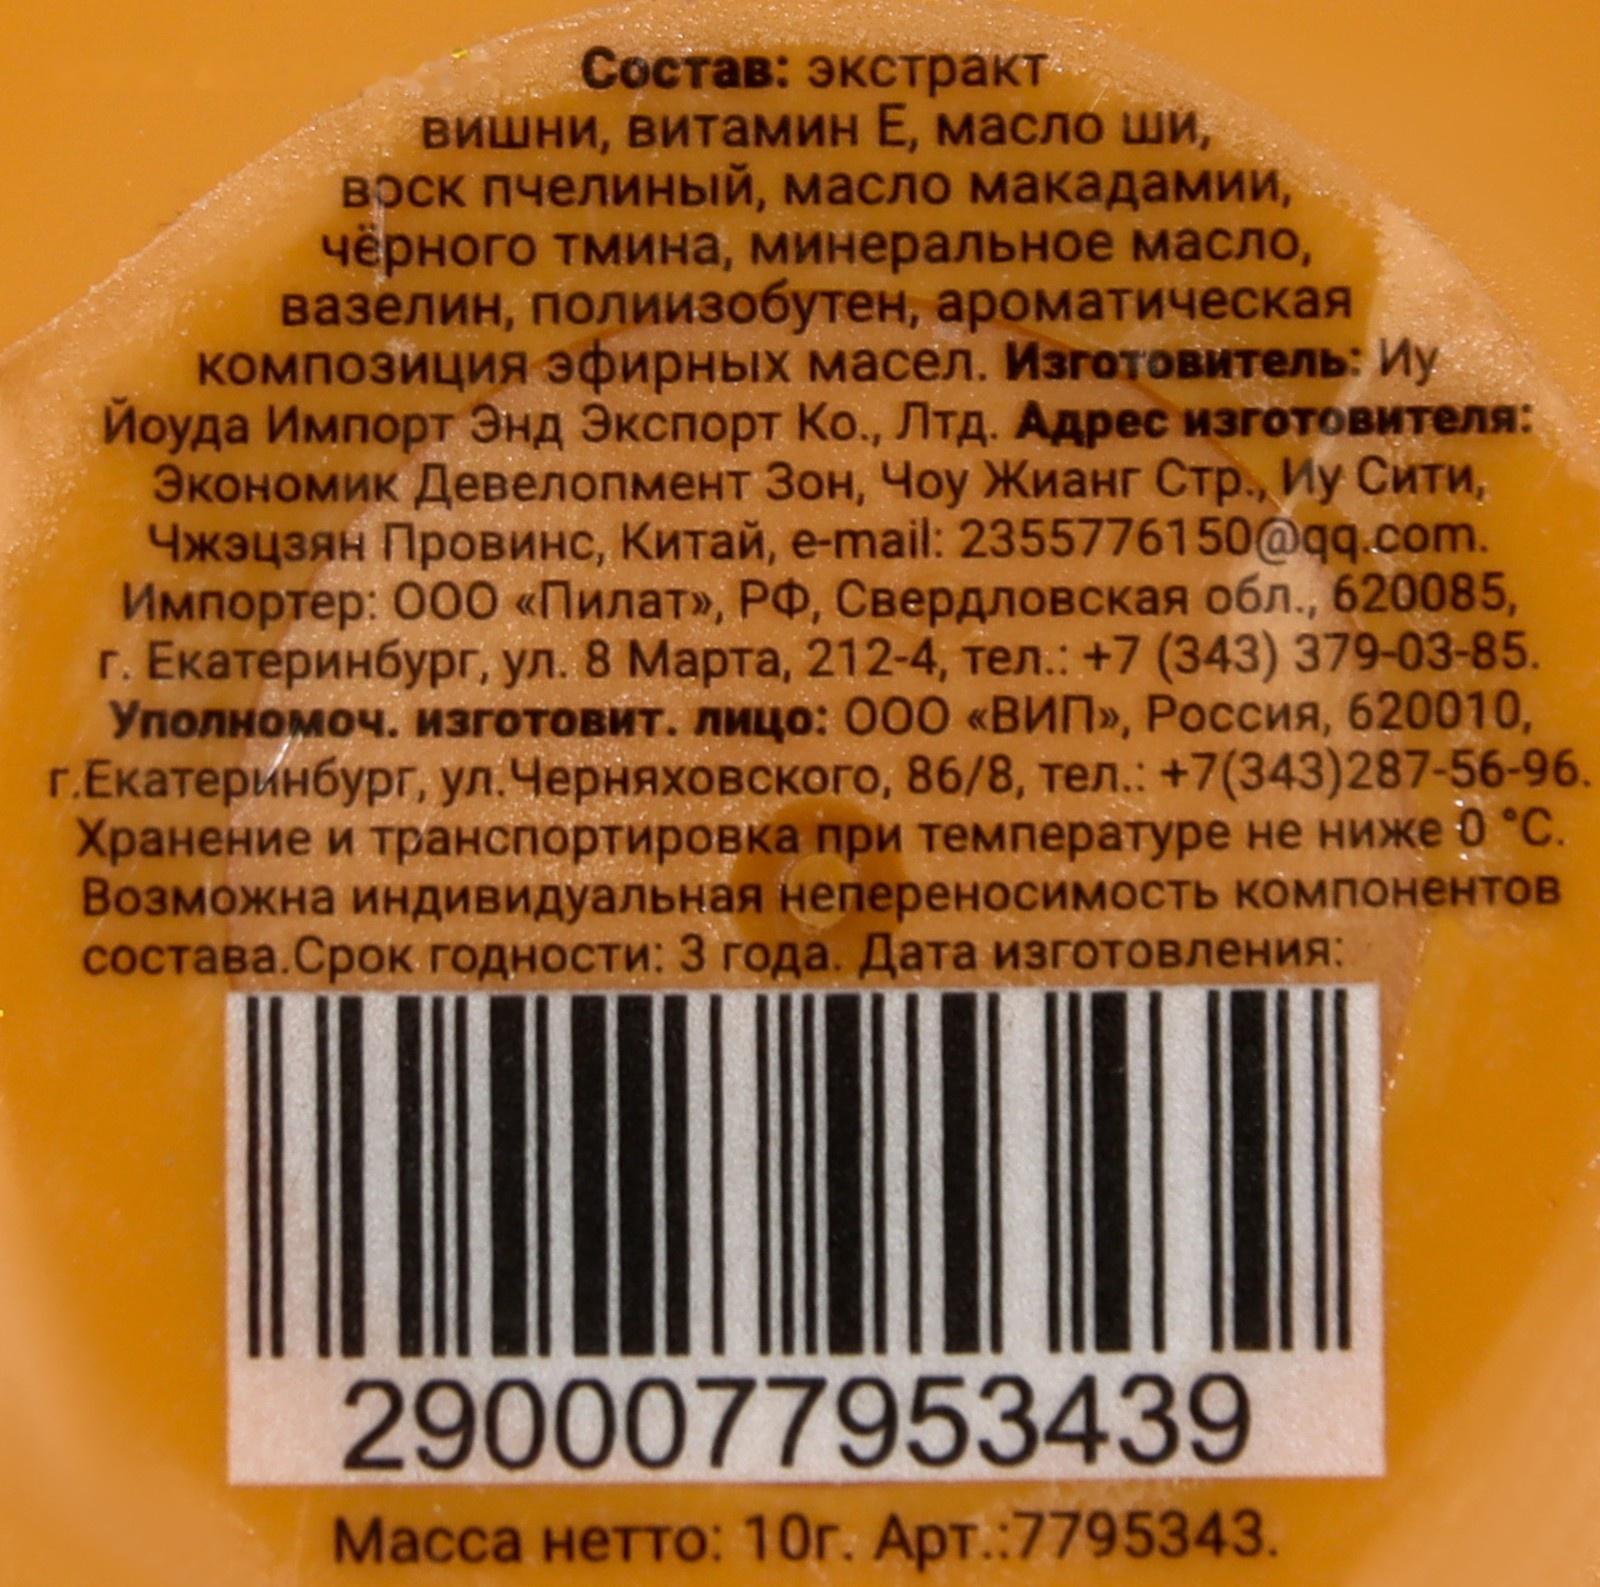 Состав: экстракт
вишни, витамин Е, масло ши,
воск пчелиный, масло макадамии,
чёрного тмина, минеральное масло,
вазелин, полиизобутен, ароматическая
композиция эфирных масел. Изготовитель: Иу
Йоуда Импорт Энд Экспорт Ко., Лтд. Адрес изготовителя:
Экономик Девелопмент Зон, Чоу Жианг Стр., Иу Сити,
Чжэцзян Провинс, Китай, e-mail: 2355776150@qq.com.
Импортер: ООО «Пилат», РФ, Свердловская обл., 620085,
г. Екатеринбург, ул. 8 Марта, 212-4, тел.: +7 (343) 379-03-85.
Уполномоч. изготовит. лицо: ООО «ВИП», Россия, 620010,
г.Екатеринбург, ул.Черняховского, 86/8, тел.: +7(343)287-56-96.
Хранение и транспортировка при температуре не ниже 0 °С.
Возможна индивидуальная непереносимость компонентов
состава.Срок годности: 3 года. Дата изготовления:
2900077953439
Масса нетто: 10г. Арт.:7795343.